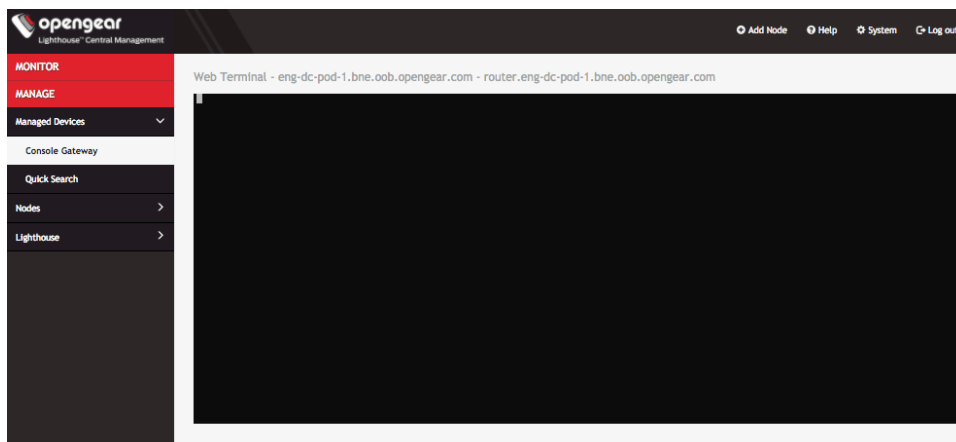 opengear
Lighthouse™ Central Management
Add Node Help System Log out
MONITOR
MANAGE
Managed Devices
Console Gateway
Quick Search
Nodes
Lighthouse
Web Terminal - eng-dc-pod-1.bne.oob.opengear.com - router.eng-dc-pod-1.bne.oob.opengear.com